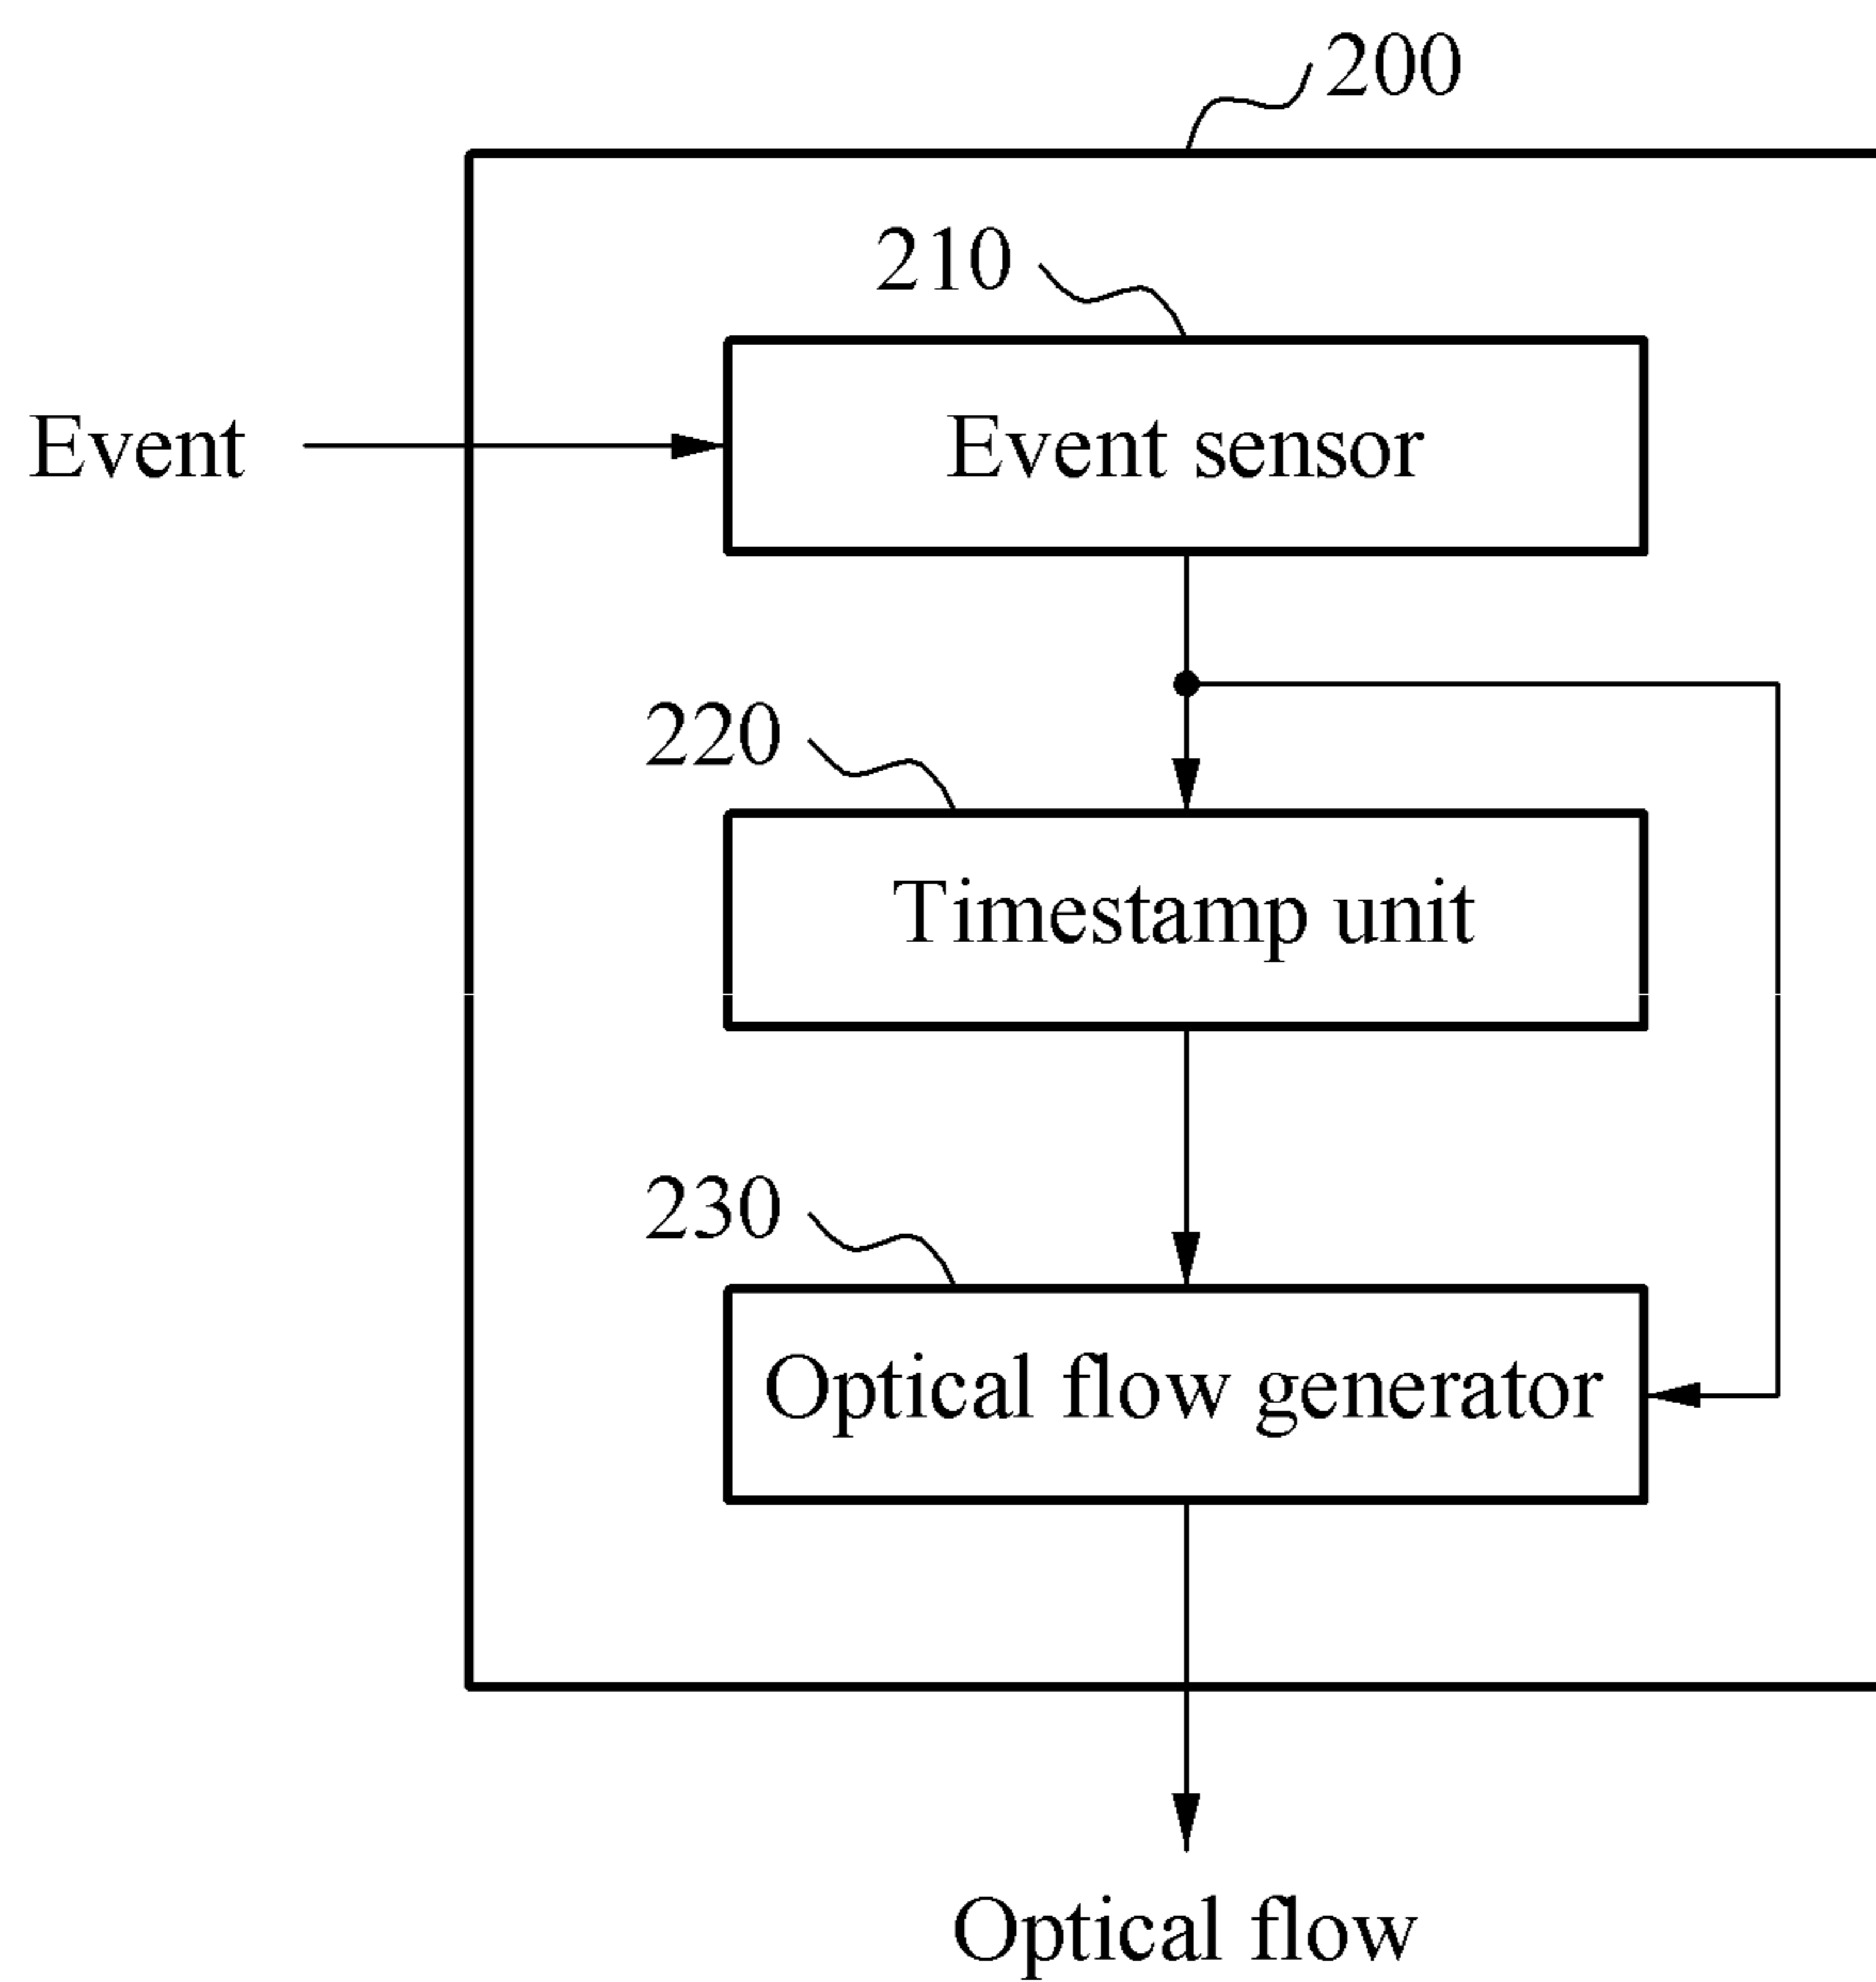 200
210
Event
Event sensor
220
Timestamp unit
230
Optical flow generator
Optical flow